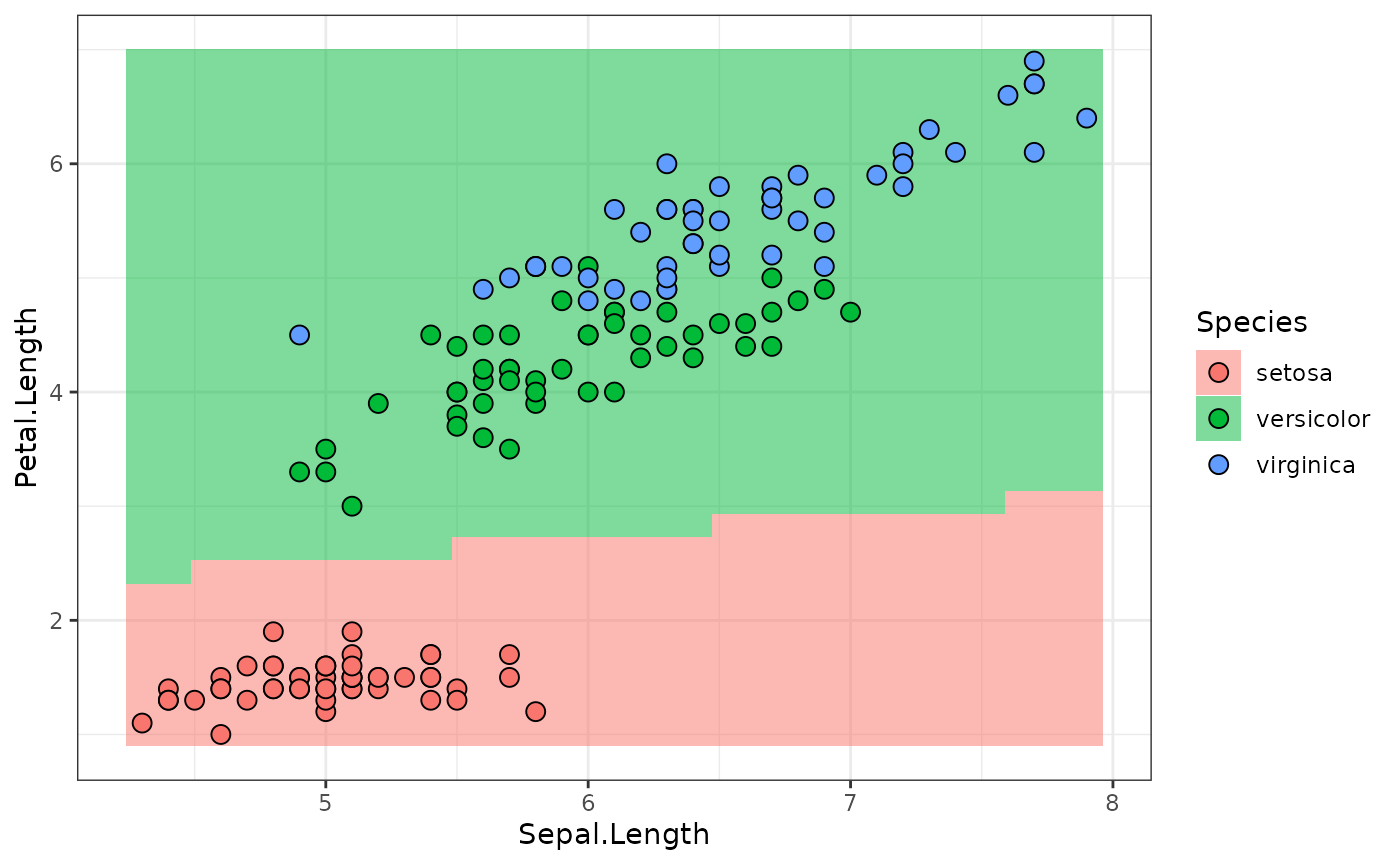 6
4
2
Petal.Length
5 6 7 8
Sepal.Length
Species
setosa
versicolor
virginica